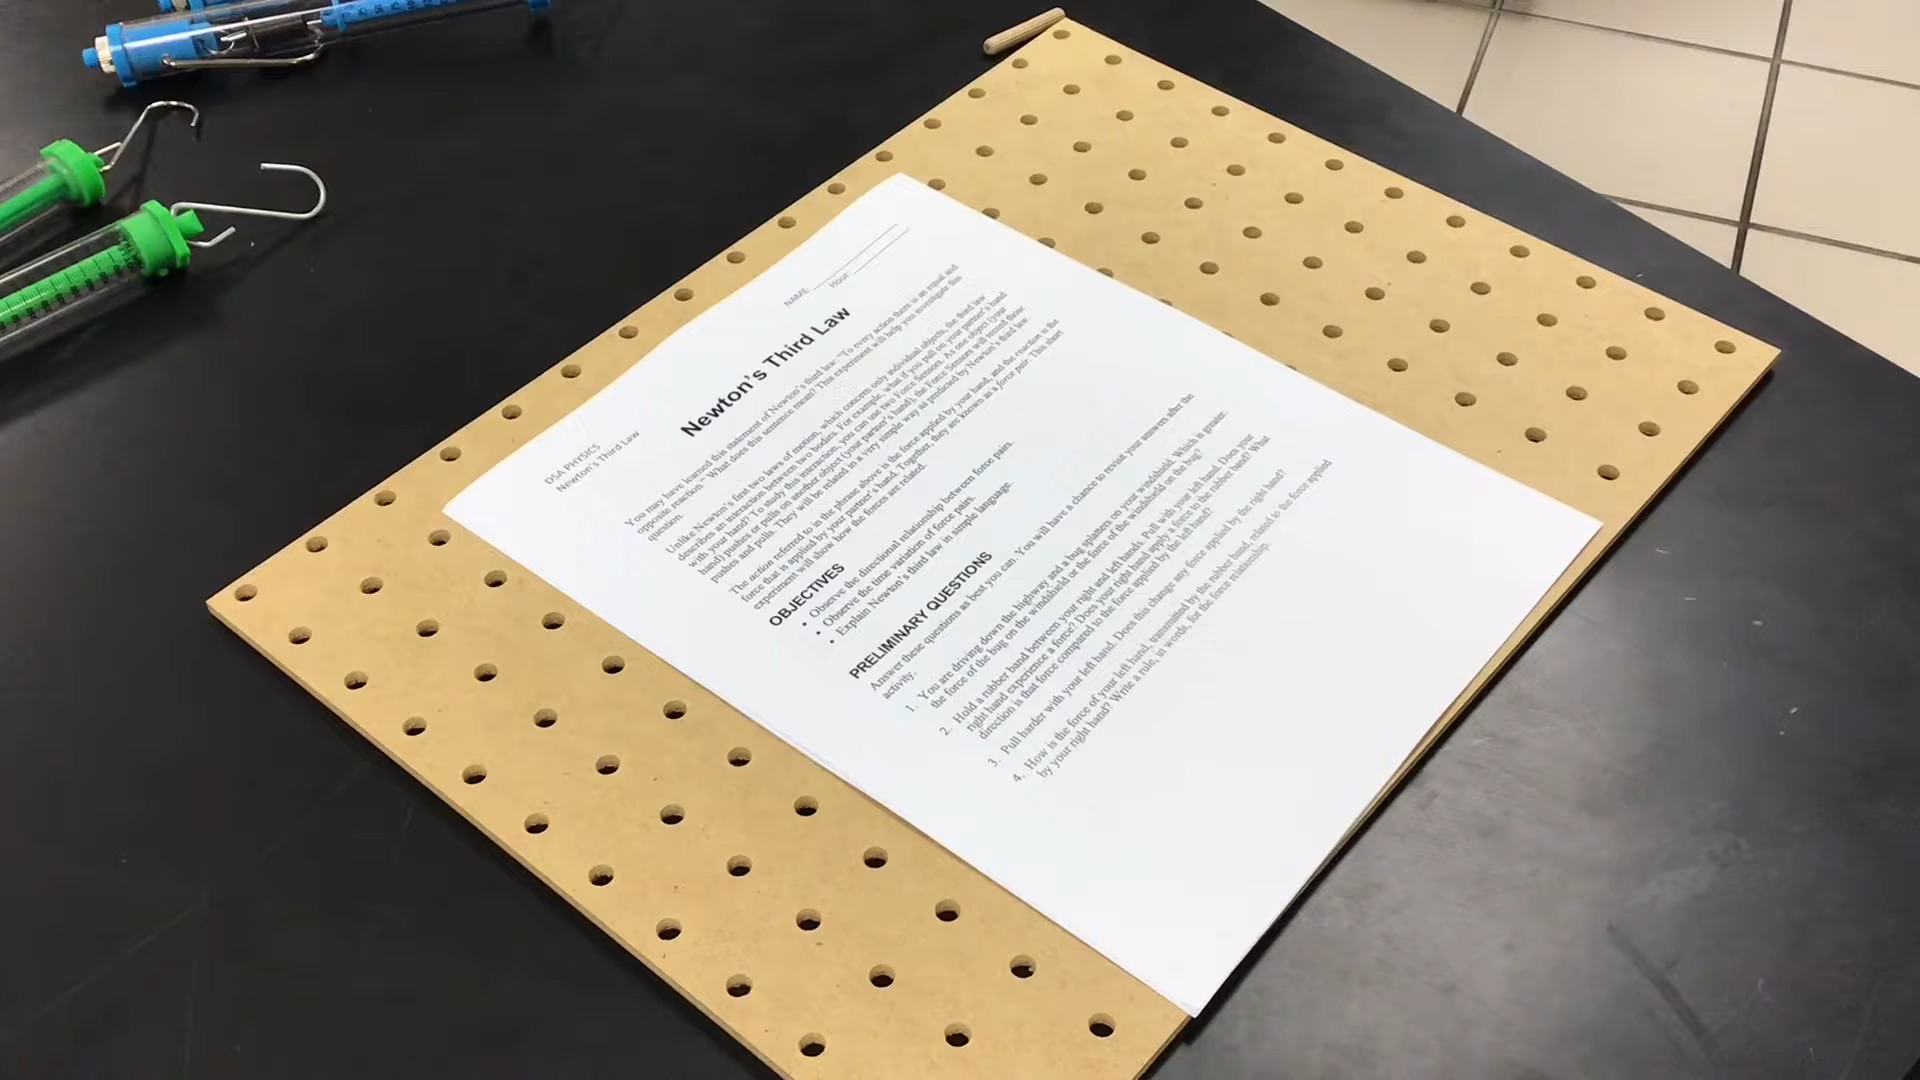 DSA PHYSICS
Newton's Third Law
NAME:
Hour:
Newton's Third Law
You may have learned this statement of Newton's third law: "To every action there is an equal and
opposite reaction." What does this sentence mean? This experiment will help you investigate this
question.
Unlike Newton's first two laws of motion, which concern only individual objects, the third law
describes an interaction between two bodies. For example, what if you pull on your partner's hand
with your hand? To study this interaction, you can use two Force Sensors. As one object (your
hand) pushes or pulls on another object (your partner's hand), the Force Sensors will record those
pushes and pulls. They will be related in a very simple way as predicted by Newton's third law.
The action referred to in the phrase above is the force applied by your hand, and the reaction is the
force that is applied by your partner's hand. Together, they are known as a force pair. This short
experiment will show how the forces are related.
OBJECTIVES
• Observe the directional relationship between force pairs.
• Observe the time variation of force pairs.
• Explain Newton's third law in simple language.
PRELIMINARY QUESTIONS
Answer these questions as best you can. You will have a chance to revisit your answers after the
activity.
1. You are driving down the highway and a bug splatters on your windshield. Which is greater:
the force of the bug on the windshield or the force of the windshield on the bug?
2. Hold a rubber band between your right and left hands. Pull with your left hand. Does your
right hand experience a force? Does your right hand apply a force to the rubber band? What
direction is that force compared to the force applied by the left hand?
3. Pull harder with your left hand. Does this change any force applied by the right hand?
4. How is the force of your left hand, transmitted by the rubber band, related to the force applied
by your right hand? Write a rule, in words, for the force relationship.